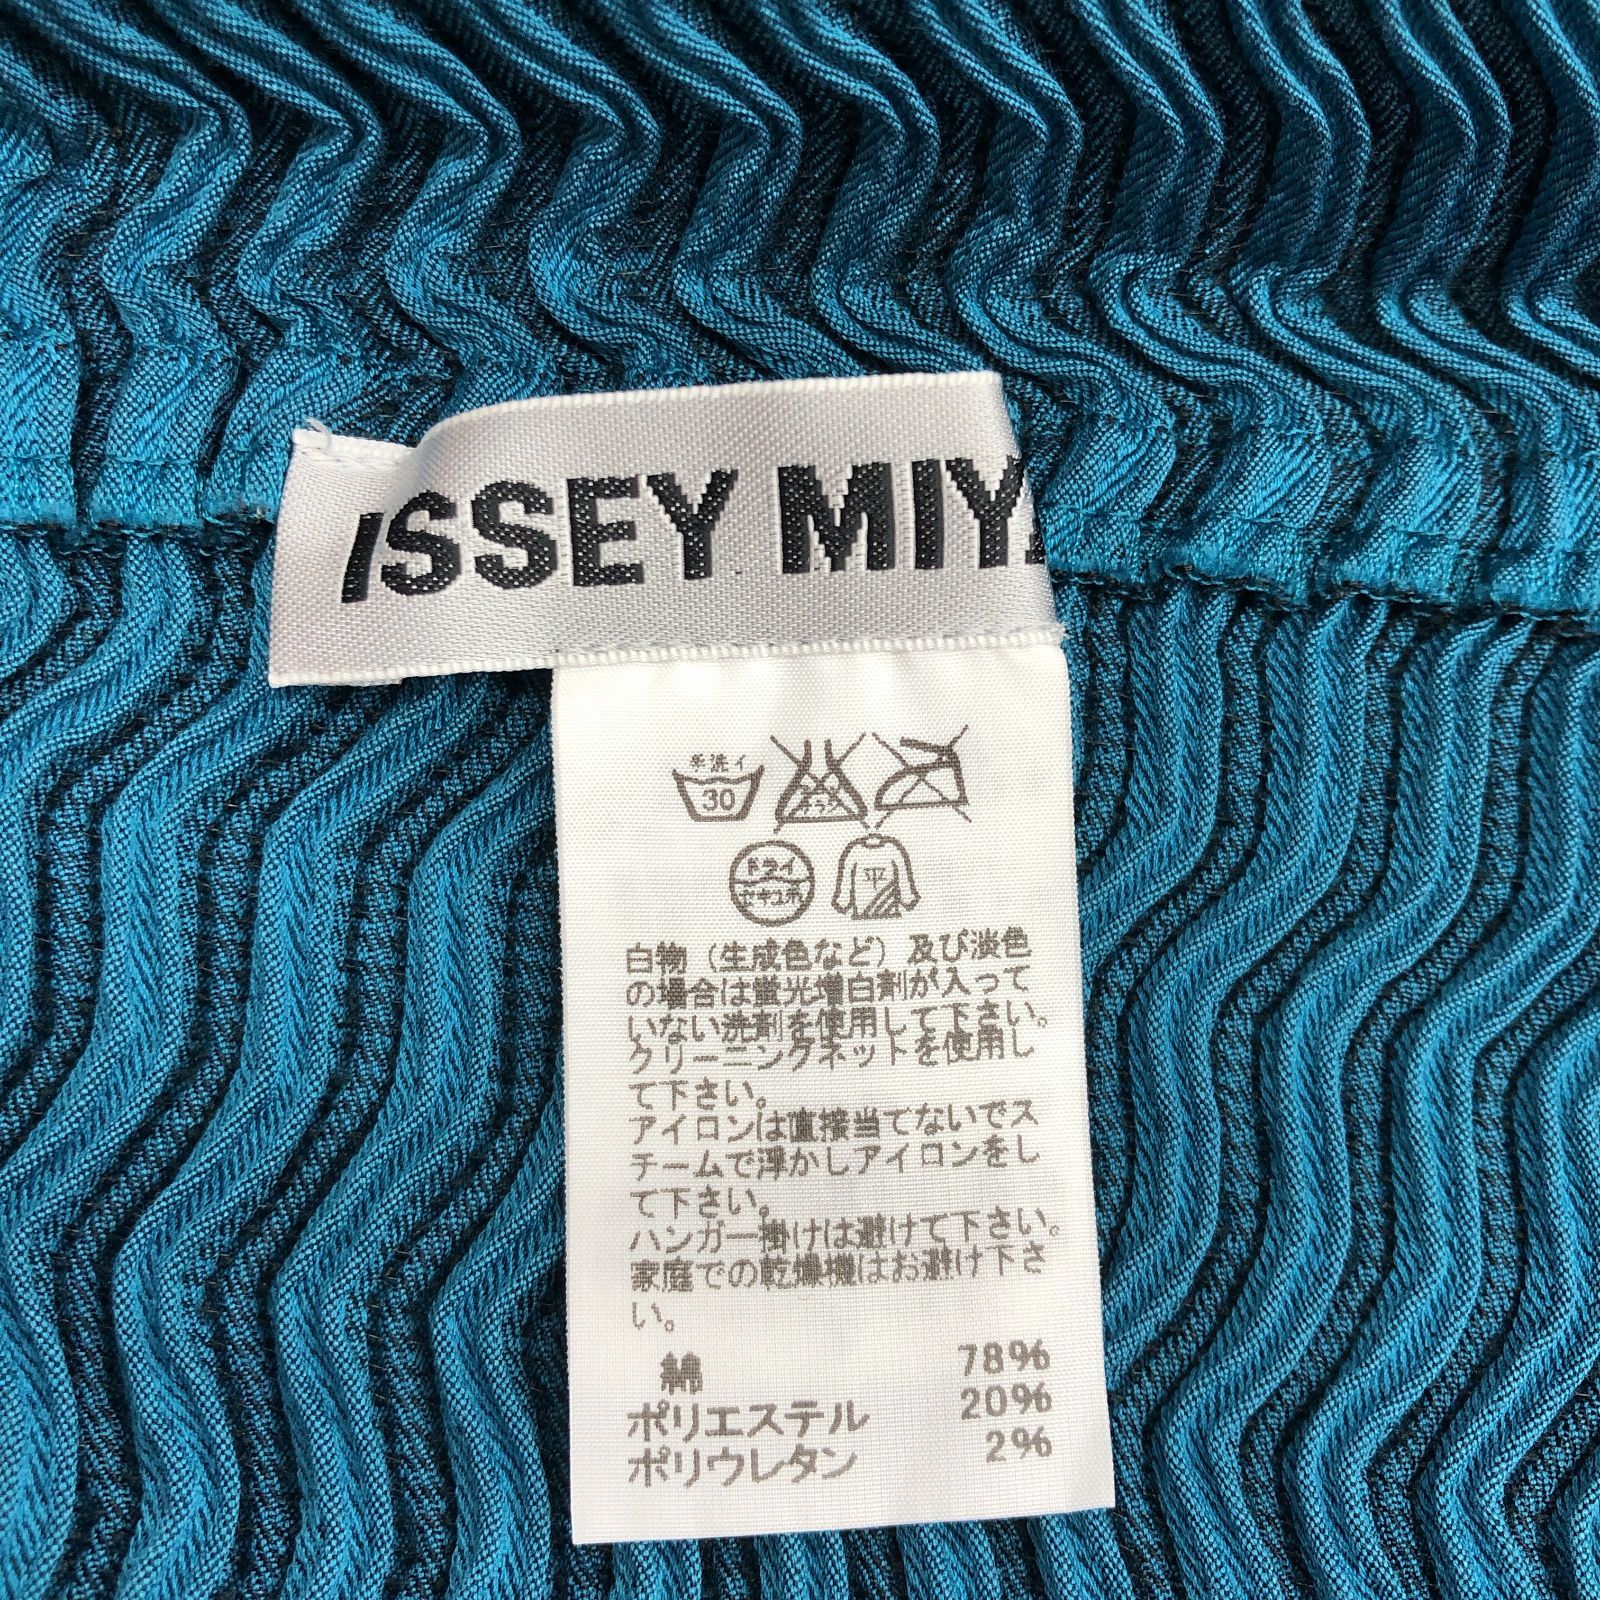 ISSEY MIY
手洗イ
30
ドライ
セキユ系
平
白物（生成色など）及び淡色
の場合は蛍光増白剤が入って
いない洗剤を使用して下さい。
クリーニングネットを使用し
て下さい。
アイロンは直接当てないでス
チームで浮かしアイロンをし
て下さい。
ハンガー掛けは避けて下さい。
家庭での乾燥機はお避け下さ
い。
綿 78%
ポリエステル 20%
ポリウレタン 2%